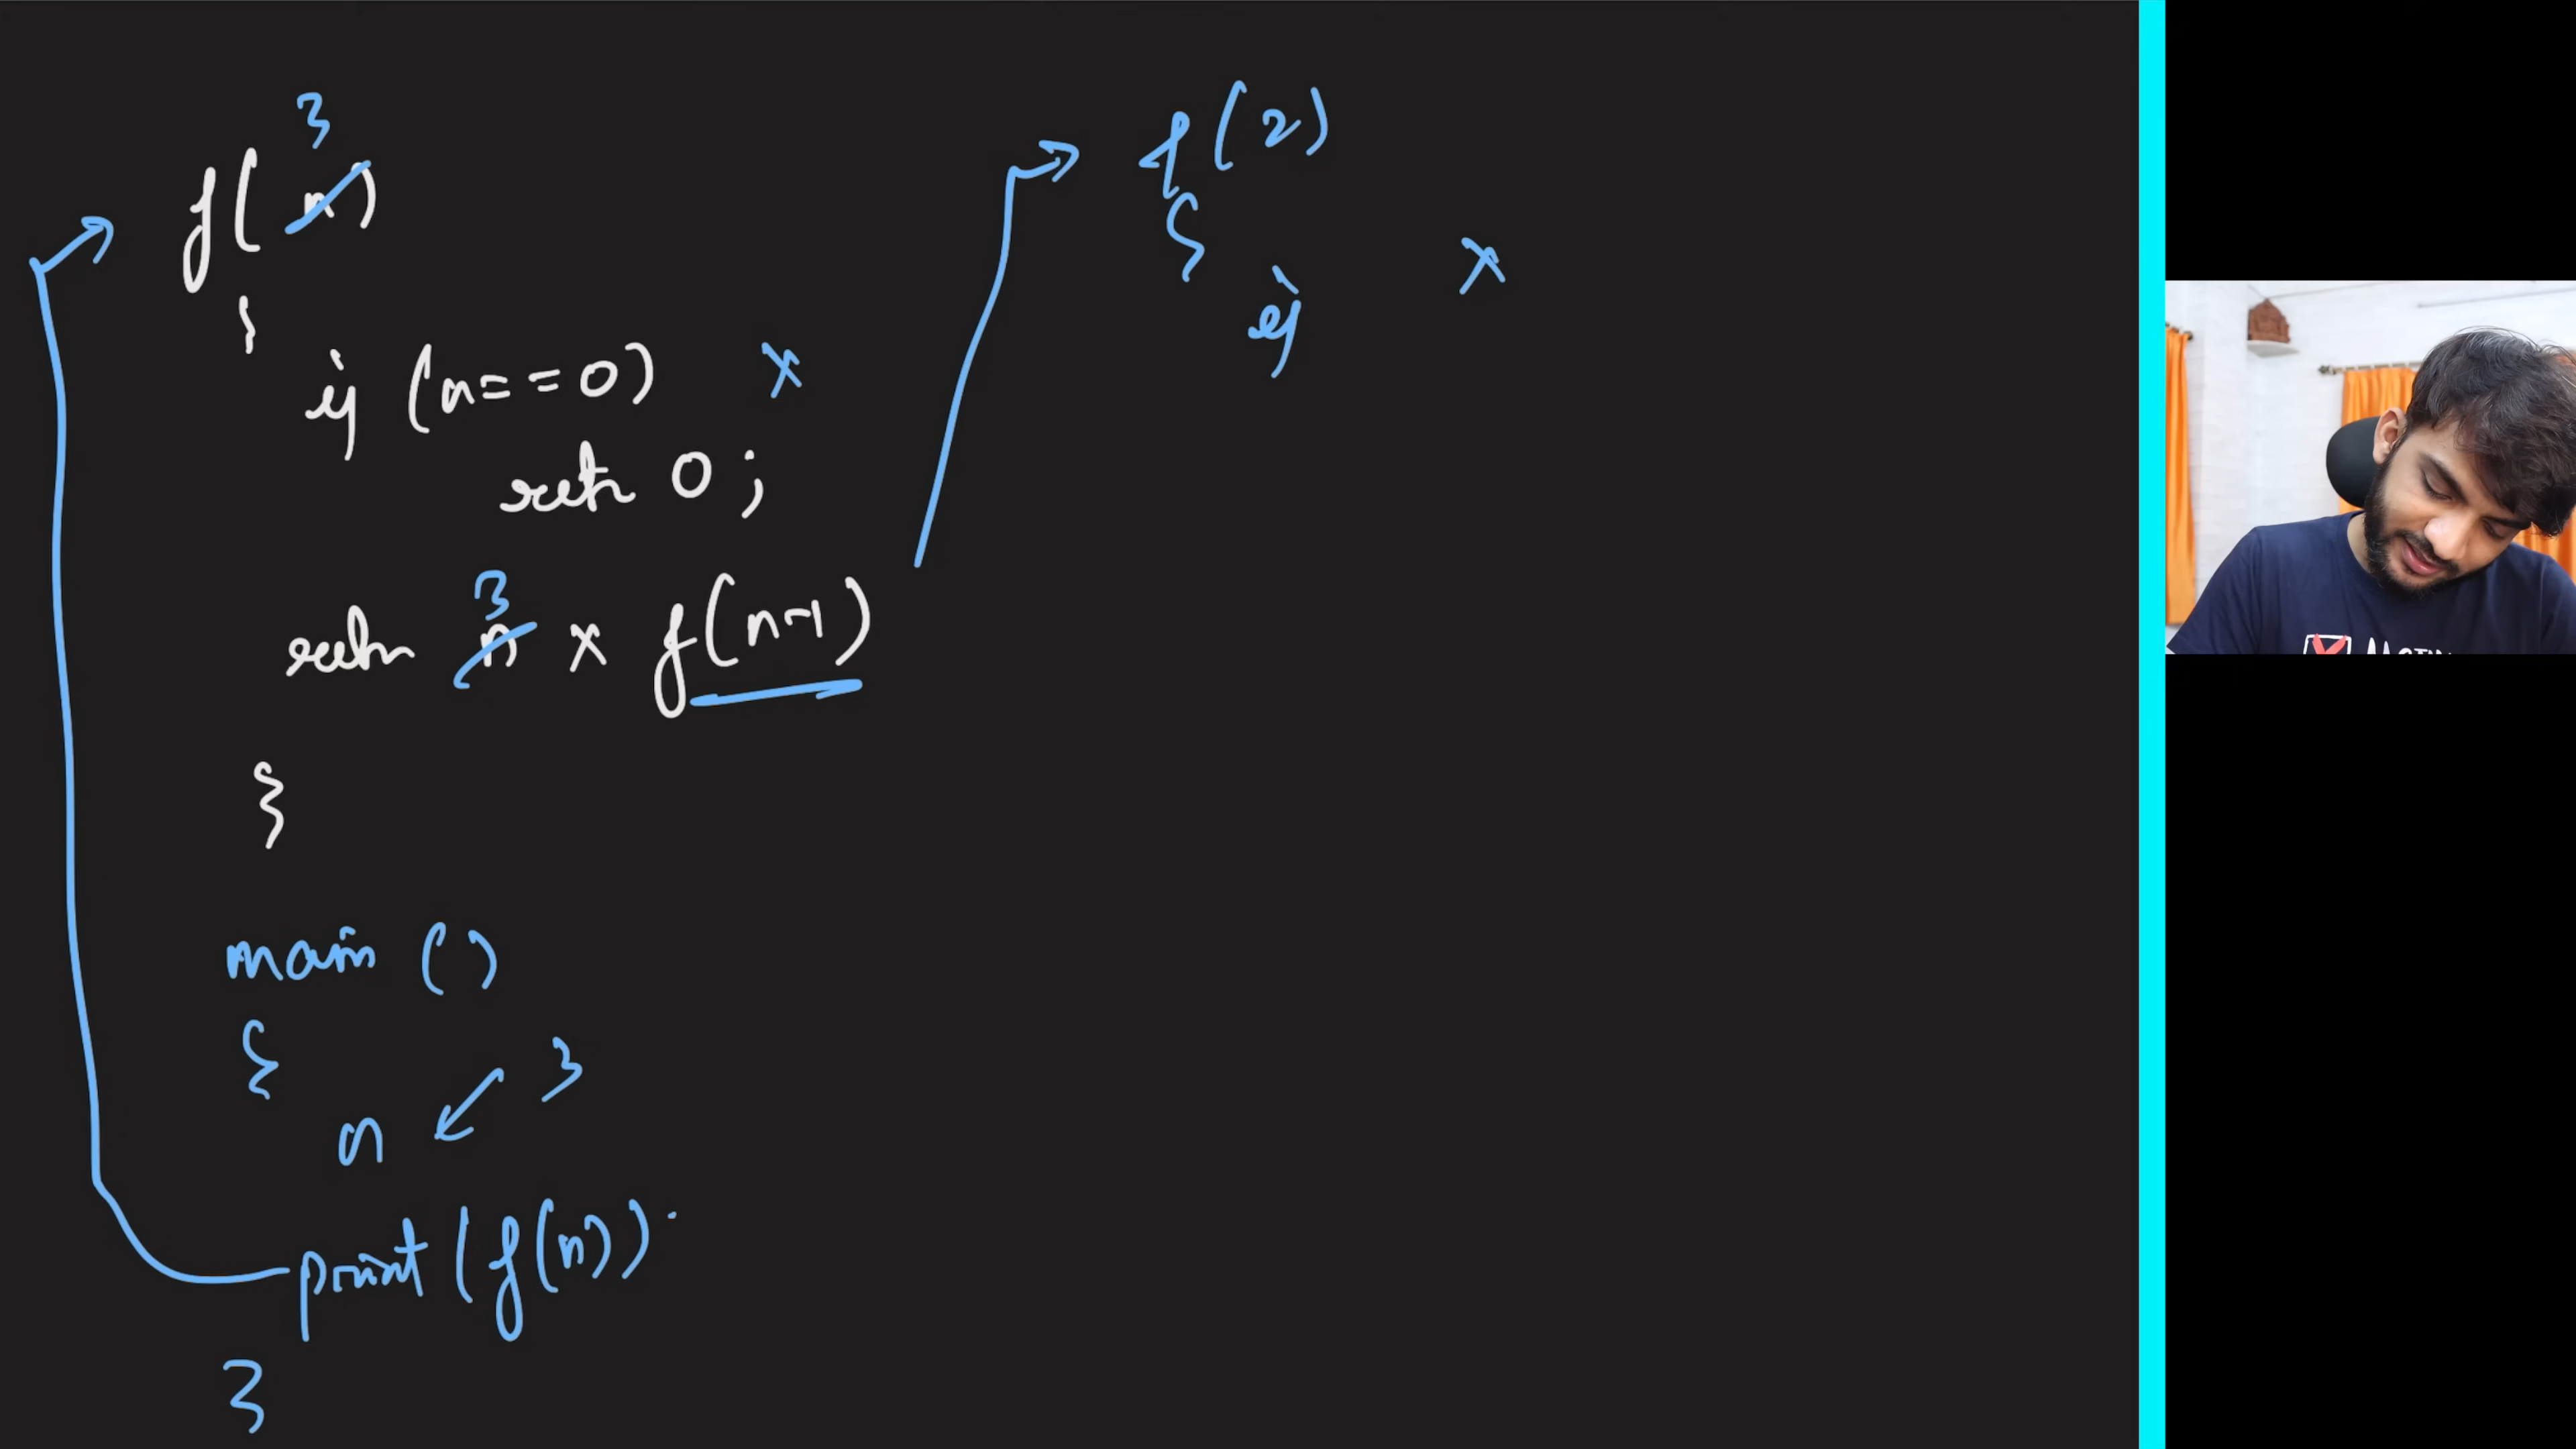 3
f(n)
{
if (n==0) x
retn 0;
3
retn n x f(n-1)
}
main ()
{
n ↙ 3
print (f(n))
}
f(2)
{
if x